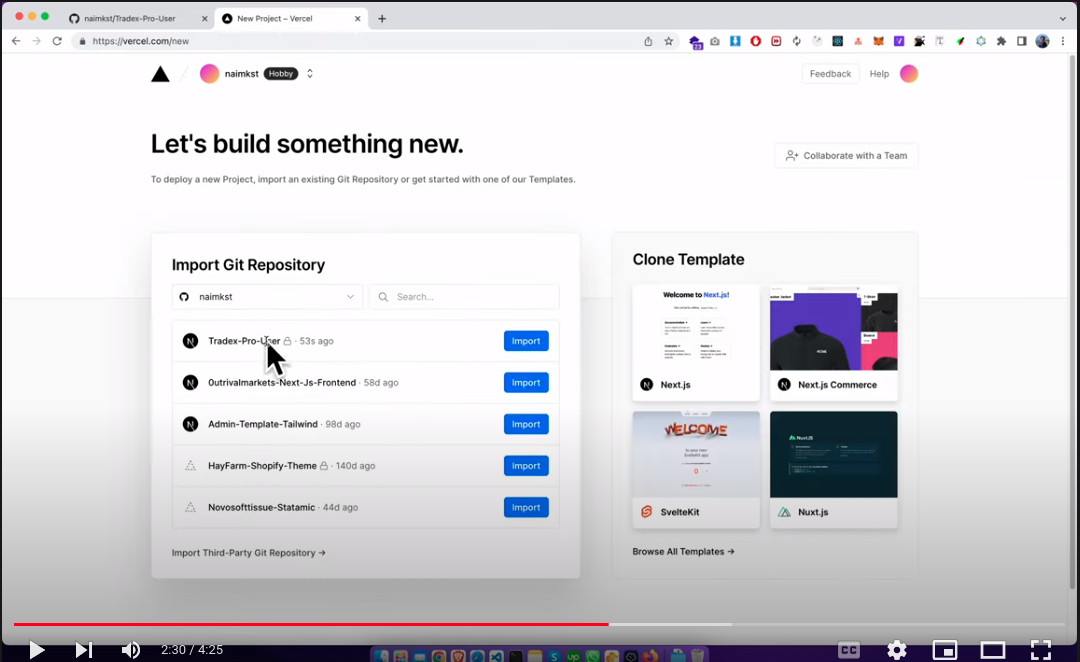 naimkst/Tradex-Pro-User
New Project – Vercel
https://vercel.com/new
23
naimkst Hobby
Feedback
Help
Let's build something new.
To deploy a new Project, import an existing Git Repository or get started with one of our Templates.
Collaborate with a Team
Import Git Repository
naimkst
Search...
Tradex-Pro-User · 53s ago
Import
0utrivalmarkets-Next-Js-Frontend · 58d ago
Import
Admin-Template-Tailwind · 98d ago
Import
HayFarm-Shopify-Theme · 140d ago
Import
Novosofttissue-Statamic · 44d ago
Import
Import Third-Party Git Repository →
Clone Template
Welcome to Next.js!
Next.js
HOME
Next.js Commerce
WELCOME
SvelteKit
NuxtJS
Nuxt.js
Browse All Templates →
2:30 / 4:25
CC